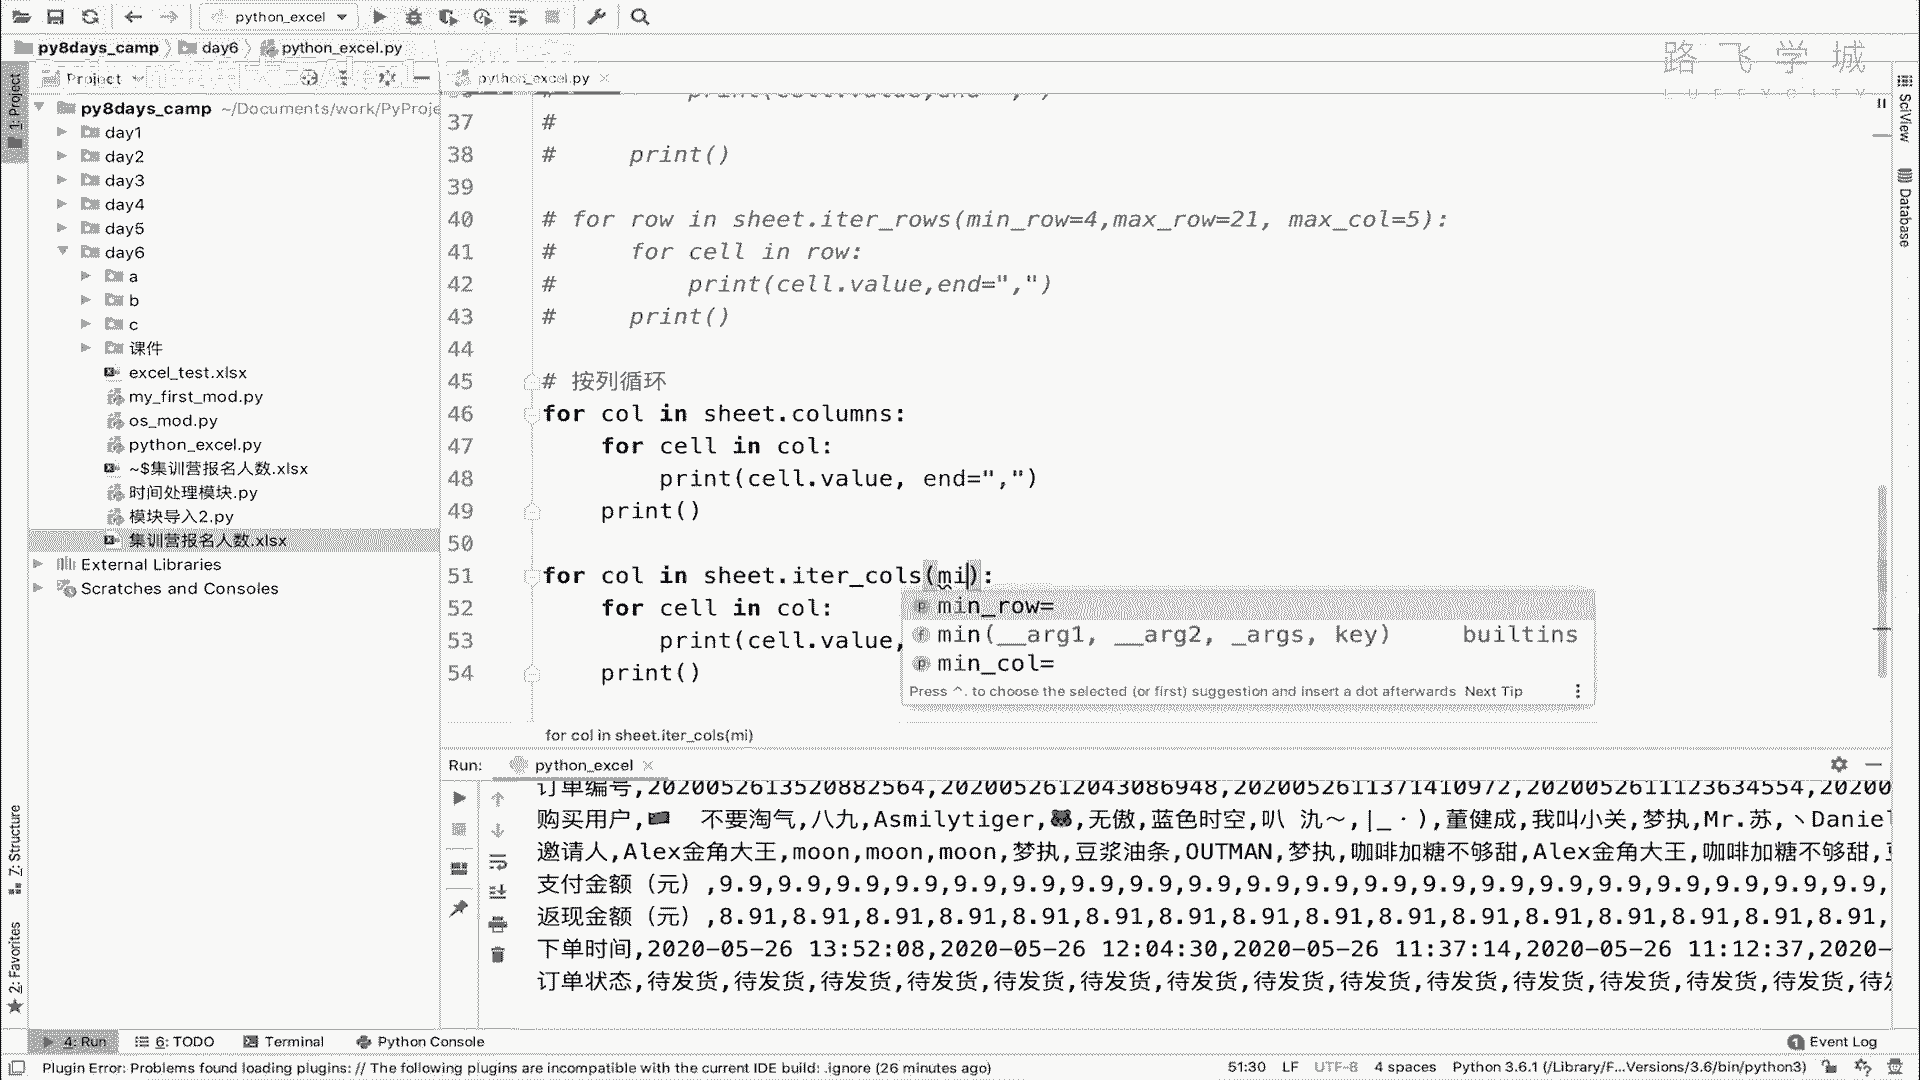 python_excel
py8days_camp
day6
python_excel.py
路飞学城
LUFFYCITY
Project
python_excel.py
1: Project
SciView
Database
py8days_camp ~/Documents/work/PyProje
day1
day2
day3
day4
day5
day6
a
b
c
课件
excel_test.xlsx
my_first_mod.py
os_mod.py
python_excel.py
~$集训营报名人数.xlsx
时间处理模块.py
模块导入2.py
集训营报名人数.xlsx
External Libraries
Scratches and Consoles
37 #
38 #     print()
39
40 # for row in sheet.iter_rows(min_row=4,max_row=21, max_col=5):
41 #     for cell in row:
42 #         print(cell.value,end=",")
43 #     print()
44
45 # 按列循环
46 for col in sheet.columns:
47     for cell in col:
48         print(cell.value, end=",")
49     print()
50
51 for col in sheet.iter_cols(mi):
52     for cell in col:
53         print(cell.value,
54     print()
min_row=
min(__arg1, __arg2, _args, key) builtins
min_col=
Press ^. to choose the selected (or first) suggestion and insert a dot afterwards Next Tip
for col in sheet.iter_cols(mi)
Run: python_excel
订单编号,2020052613520882564,2020052612043086948,2020052611371410972,2020052611123634554,20200
购买用户, 不要淘气,八九,Asmilytiger,,无傲,蓝色时空,叭 氿～,|_·),董健成,我叫小关,梦执,Mr.苏,丶Danie
邀请人,Alex金角大王,moon,moon,moon,梦执,豆浆油条,OUTMAN,梦执,咖啡加糖不够甜,Alex金角大王,咖啡加糖不够甜,
支付金额（元）,9.9,9.9,9.9,9.9,9.9,9.9,9.9,9.9,9.9,9.9,9.9,9.9,9.9,9.9,9.9,9.9,9.9,9.9,9.9,9.9,
返现金额（元）,8.91,8.91,8.91,8.91,8.91,8.91,8.91,8.91,8.91,8.91,8.91,8.91,8.91,8.91,8.91,8.91,
下单时间,2020-05-26 13:52:08,2020-05-26 12:04:30,2020-05-26 11:37:14,2020-05-26 11:12:37,2020-
订单状态,待发货,待发货,待发货,待发货,待发货,待发货,待发货,待发货,待发货,待发货,待发货,待发货,待发货,待发货,待
7: Structure
2: Favorites
4: Run
6: TODO
Terminal
Python Console
1 Event Log
Plugin Error: Problems found loading plugins: // The following plugins are incompatible with the current IDE build: .ignore (26 minutes ago)
51:30 LF UTF-8 4 spaces Python 3.6.1 (/Library/F...Versions/3.6/bin/python3)